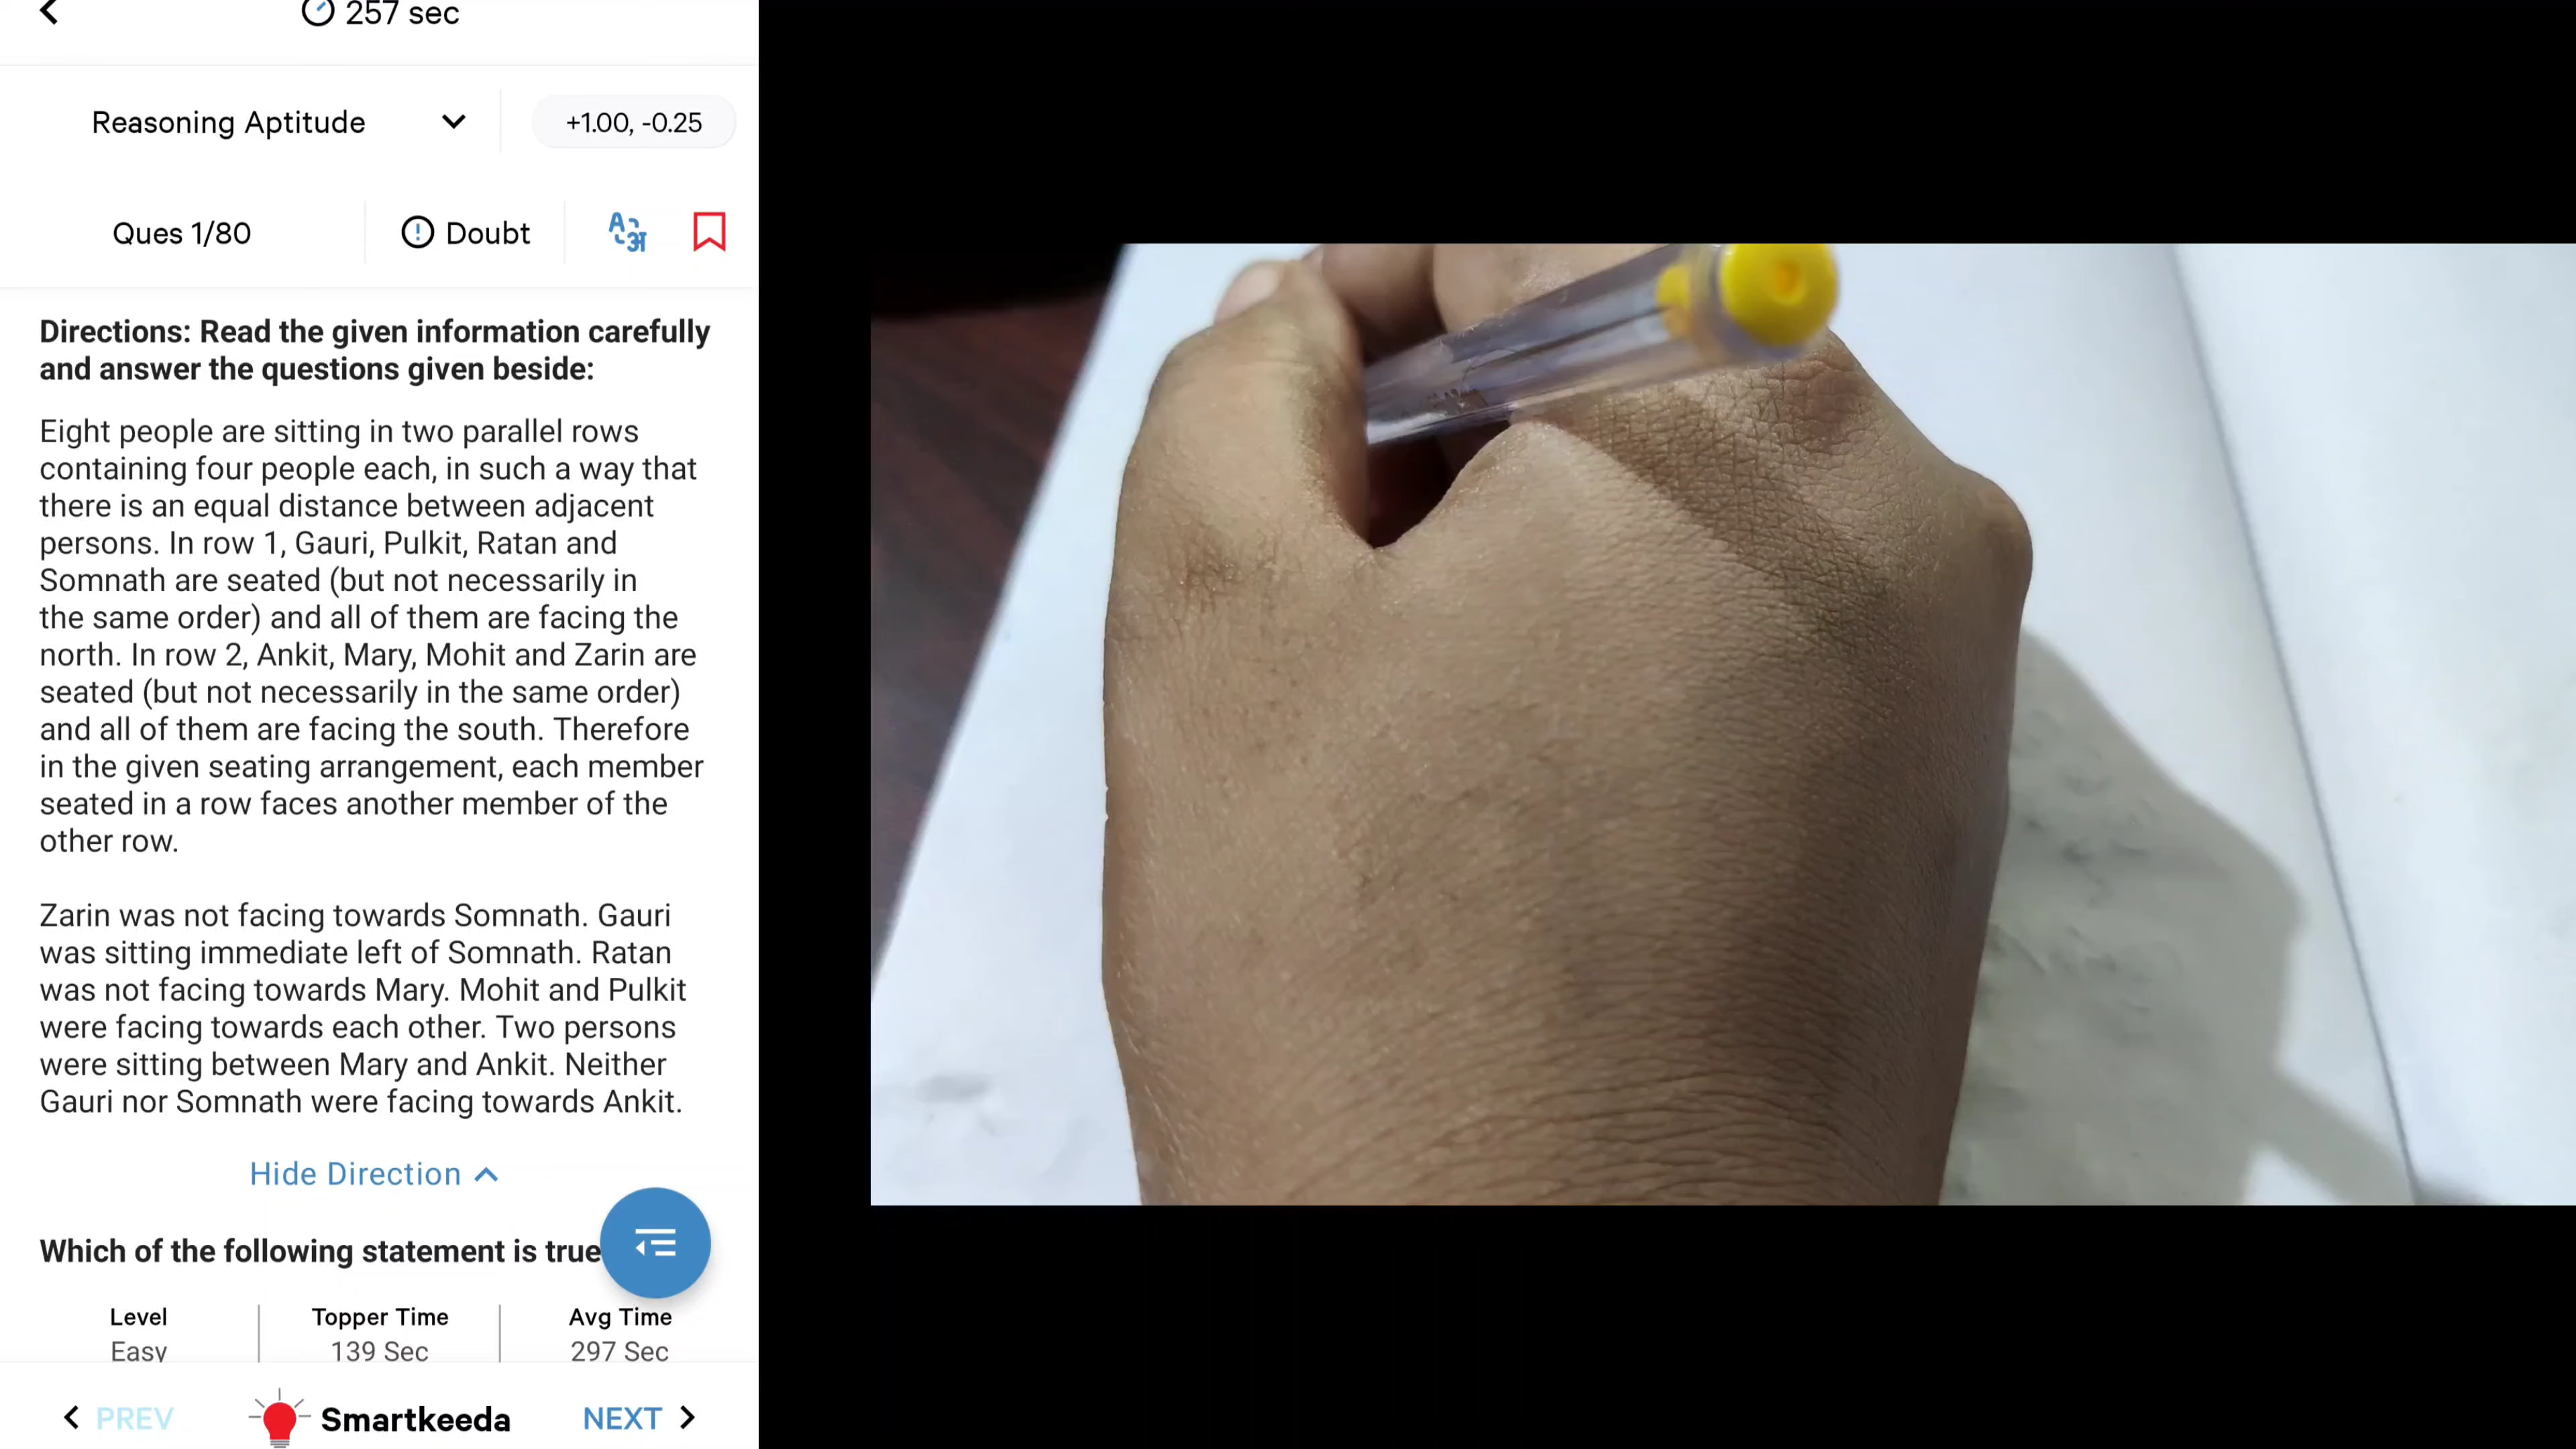 257 sec
Reasoning Aptitude
+1.00, -0.25
Ques 1/80
Doubt
A अ
Directions: Read the given information carefully
and answer the questions given beside:
Eight people are sitting in two parallel rows
containing four people each, in such a way that
there is an equal distance between adjacent
persons. In row 1, Gauri, Pulkit, Ratan and
Somnath are seated (but not necessarily in
the same order) and all of them are facing the
north. In row 2, Ankit, Mary, Mohit and Zarin are
seated (but not necessarily in the same order)
and all of them are facing the south. Therefore
in the given seating arrangement, each member
seated in a row faces another member of the
other row.
Zarin was not facing towards Somnath. Gauri
was sitting immediate left of Somnath. Ratan
was not facing towards Mary. Mohit and Pulkit
were facing towards each other. Two persons
were sitting between Mary and Ankit. Neither
Gauri nor Somnath were facing towards Ankit.
Hide Direction
Which of the following statement is true
Level
Topper Time
Avg Time
Easy
139 Sec
297 Sec
PREV
Smartkeeda
NEXT